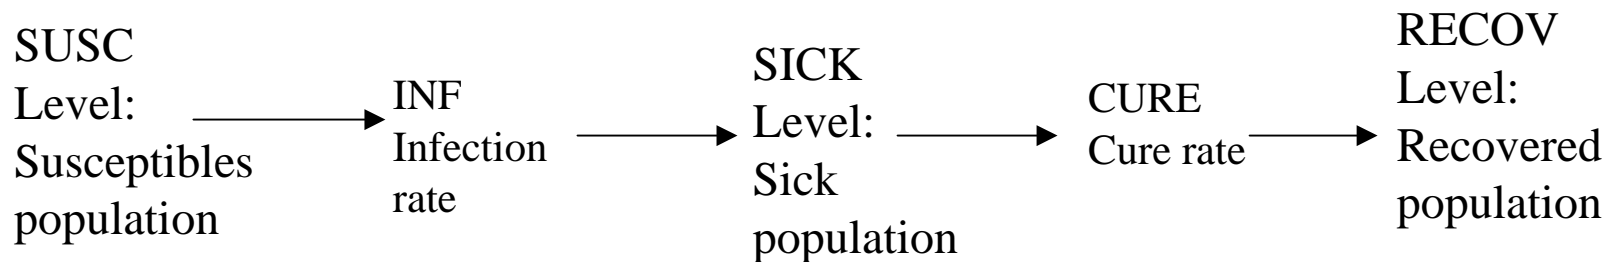 SUSC
Level:
Susceptibles
population
INF
Infection
rate
SICK
Level:
Sick
population
CURE
Cure rate
RECOV
Level:
Recovered
population